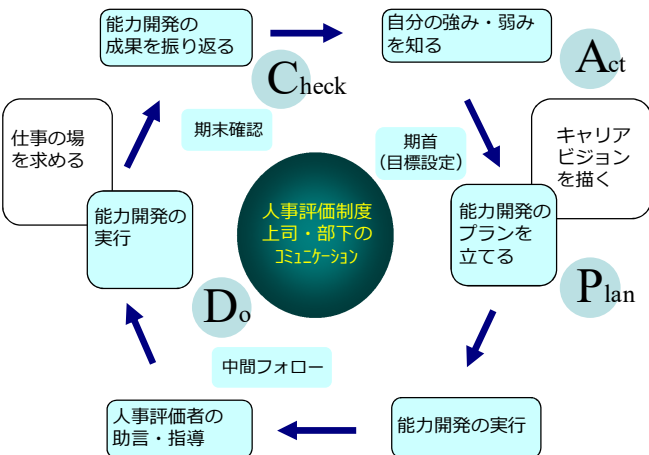 能力開発の
成果を振り返る
自分の強み・弱み
を知る
Check
Act
期末確認
期首
（目標設定）
仕事の場
を求める
キャリア
ビジョン
を描く
能力開発の
実行
人事評価制度
上司・部下の
ｺﾐｭﾆｹｰｼｮﾝ
能力開発の
プランを
立てる
Do
Plan
中間フォロー
人事評価者の
助言・指導
能力開発の実行